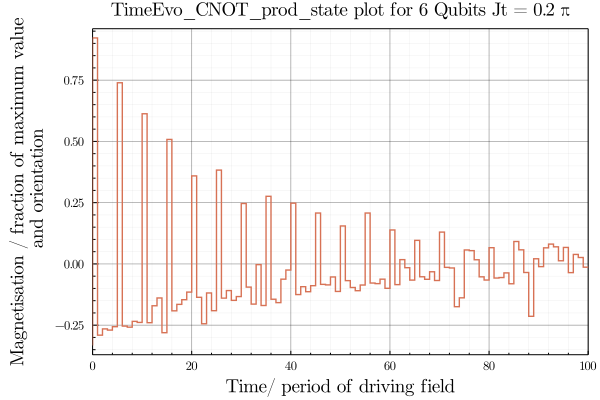 TimeEvo_CNOT_prod_state plot for 6 Qubits Jt = 0.2 π
Magnetisation / fraction of maximum value
and orientation
0.75
0.50
0.25
0.00
−0.25
0 20 40 60 80 100
Time/ period of driving field